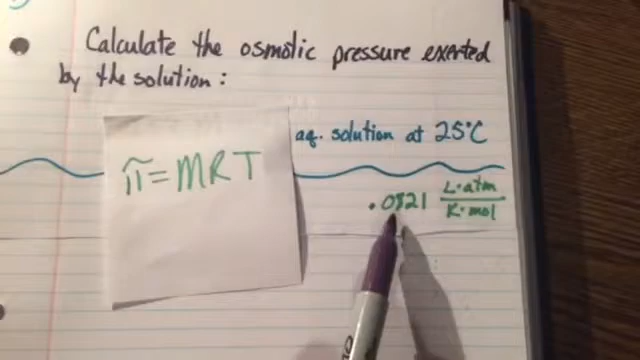 Calculate the osmotic pressure exerted
by the solution:
aq. solution at 25°C
π = MRT
.0821 L·atm
K·mol